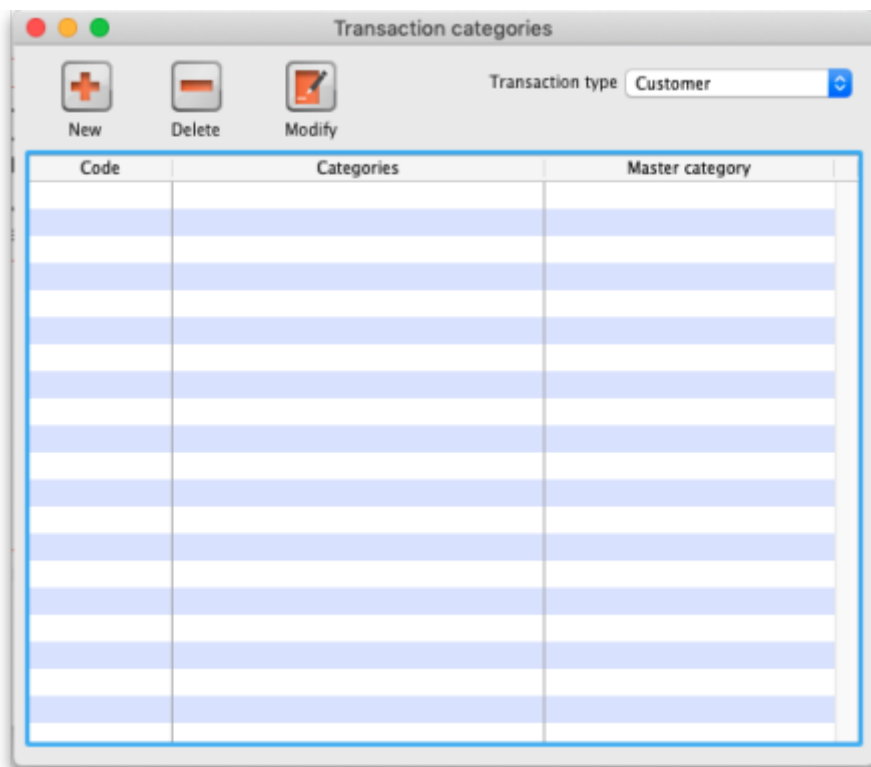 Transaction categories
Transaction type Customer
New Delete Modify
Code Categories Master category